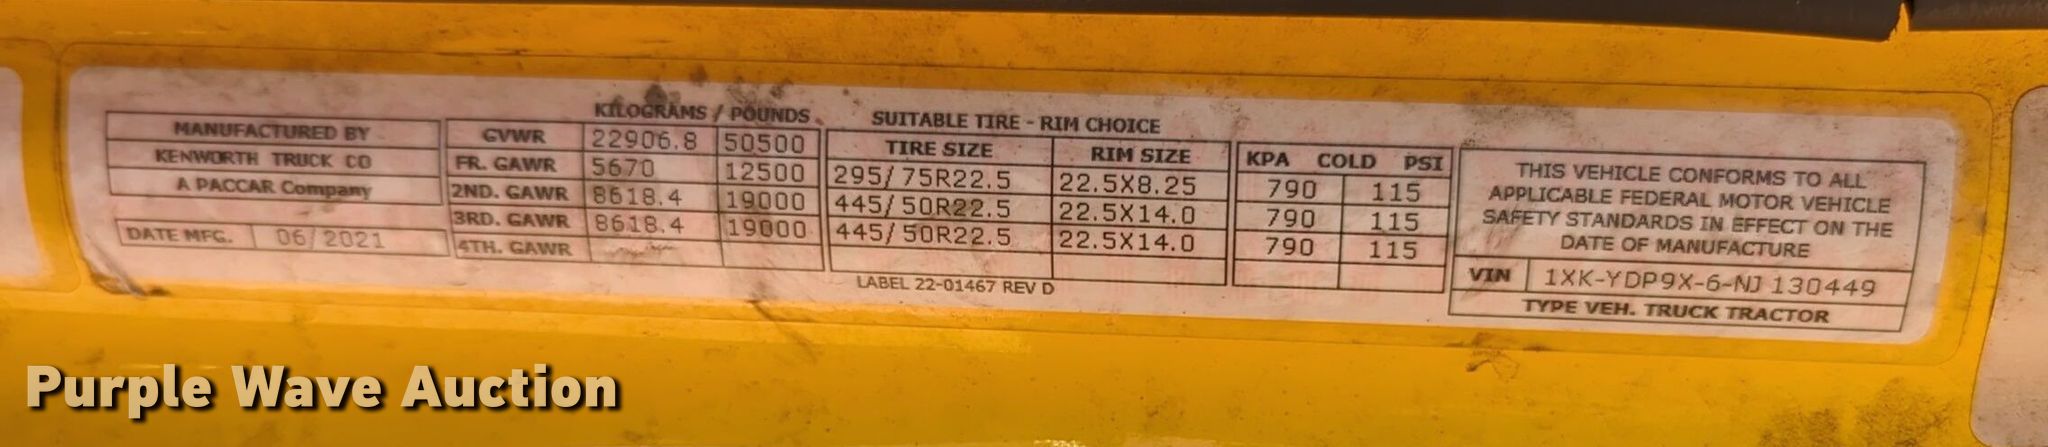 MANUFACTURED BY
KENWORTH TRUCK CO
A PACCAR Company
DATE MFG. 06/2021
KILOGRAMS / POUNDS
GVWR 22906.8 50500
FR. GAWR 5670 12500
2ND. GAWR 8618.4 19000
3RD. GAWR 8618.4 19000
4TH. GAWR
SUITABLE TIRE - RIM CHOICE
TIRE SIZE RIM SIZE
295/75R22.5 22.5X8.25
445/50R22.5 22.5X14.0
445/50R22.5 22.5X14.0
LABEL 22-01467 REV D
KPA COLD PSI
790 115
790 115
790 115
THIS VEHICLE CONFORMS TO ALL
APPLICABLE FEDERAL MOTOR VEHICLE
SAFETY STANDARDS IN EFFECT ON THE
DATE OF MANUFACTURE
VIN 1XK-YDP9X-6-NJ 130449
TYPE VEH. TRUCK TRACTOR
Purple Wave Auction